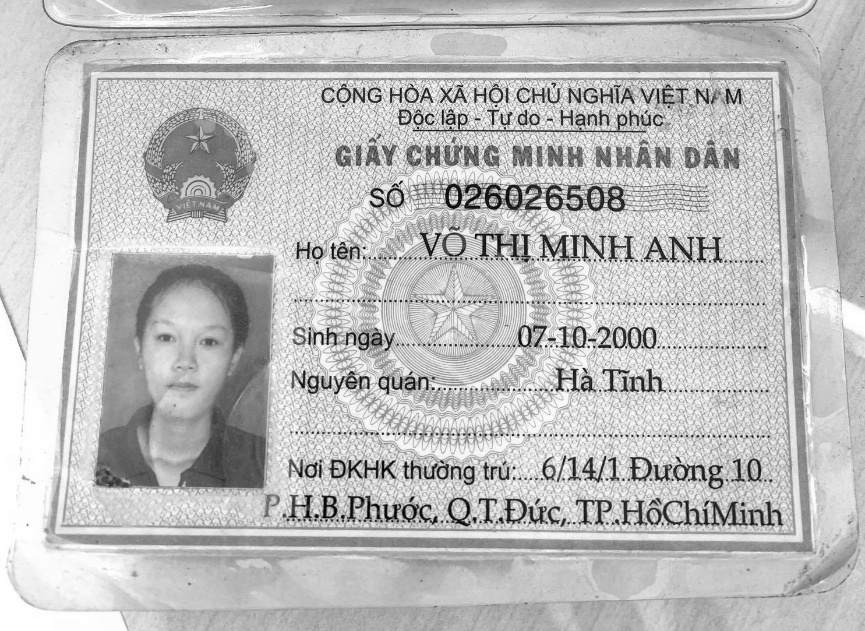 CỘNG HÒA XÃ HỘI CHỦ NGHĨA VIỆT NAM
Độc lập - Tự do - Hạnh phúc
GIẤY CHỨNG MINH NHÂN DÂN
SỐ 026026508
VIỆT NAM
Họ tên: VÕ THỊ MINH ANH
Sinh ngày 07-10-2000
Nguyên quán: Hà Tĩnh
Nơi ĐKHK thường trú: 6/14/1 Đường 10
P.H.B.Phước, Q.T.Đức, TP.HồChíMinh